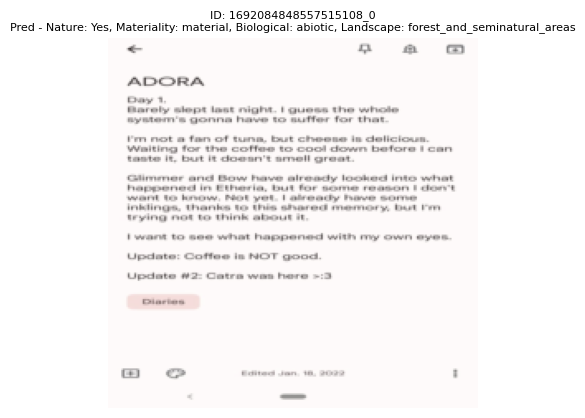 ID: 1692084848557515108_0
Pred - Nature: Yes, Materiality: material, Biological: abiotic, Landscape: forest_and_seminatural_areas
ADORA
Day 1.
Barely slept last night. I guess the whole
system's gonna have to suffer for that.
I'm not a fan of tuna, but cheese is delicious.
Waiting for the coffee to cool down before I can
taste it, but it doesn't smell great.
Glimmer and Bow have already looked into what
happened in Etheria, but for some reason I don't
want to know. Not yet. I already have some
inklings, thanks to this shared memory, but I'm
trying not to think about it.
I want to see what happened with my own eyes.
Update: Coffee is NOT good.
Update #2: Catra was here >:3
Diaries
Edited Jan. 18, 2022